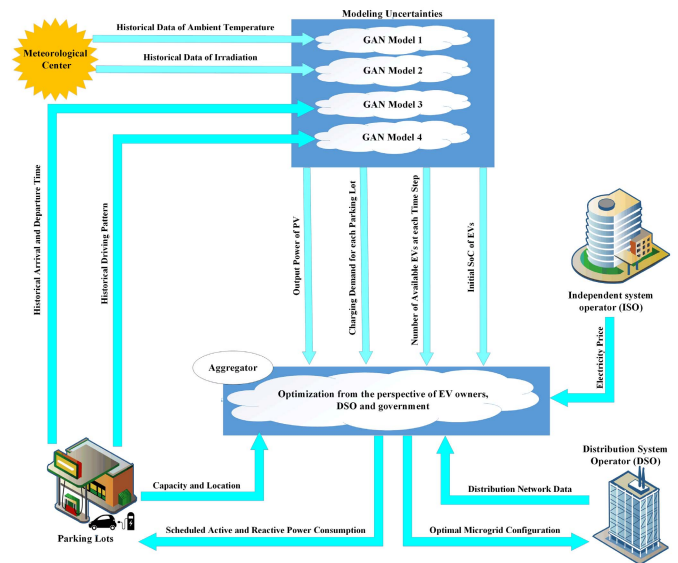 Modeling Uncertainties
Historical Data of Ambient Temperature
GAN Model 1
Meteorological
Center
Historical Data of Irradiation
GAN Model 2
GAN Model 3
GAN Model 4
Historical Arrival and Departure Time
Historical Driving Pattern
Output Power of PV
Charging Demand for each Parking Lot
Number of Available EVs at each Time Step
Initial SoC of EVs
Independent system
operator (ISO)
Electricity Price
Aggregator
Optimization from the perspective of EV owners,
DSO and government
Distribution System
Operator (DSO)
Capacity and Location
Distribution Network Data
Scheduled Active and Reactive Power Consumption
Optimal Microgrid Configuration
Parking Lots